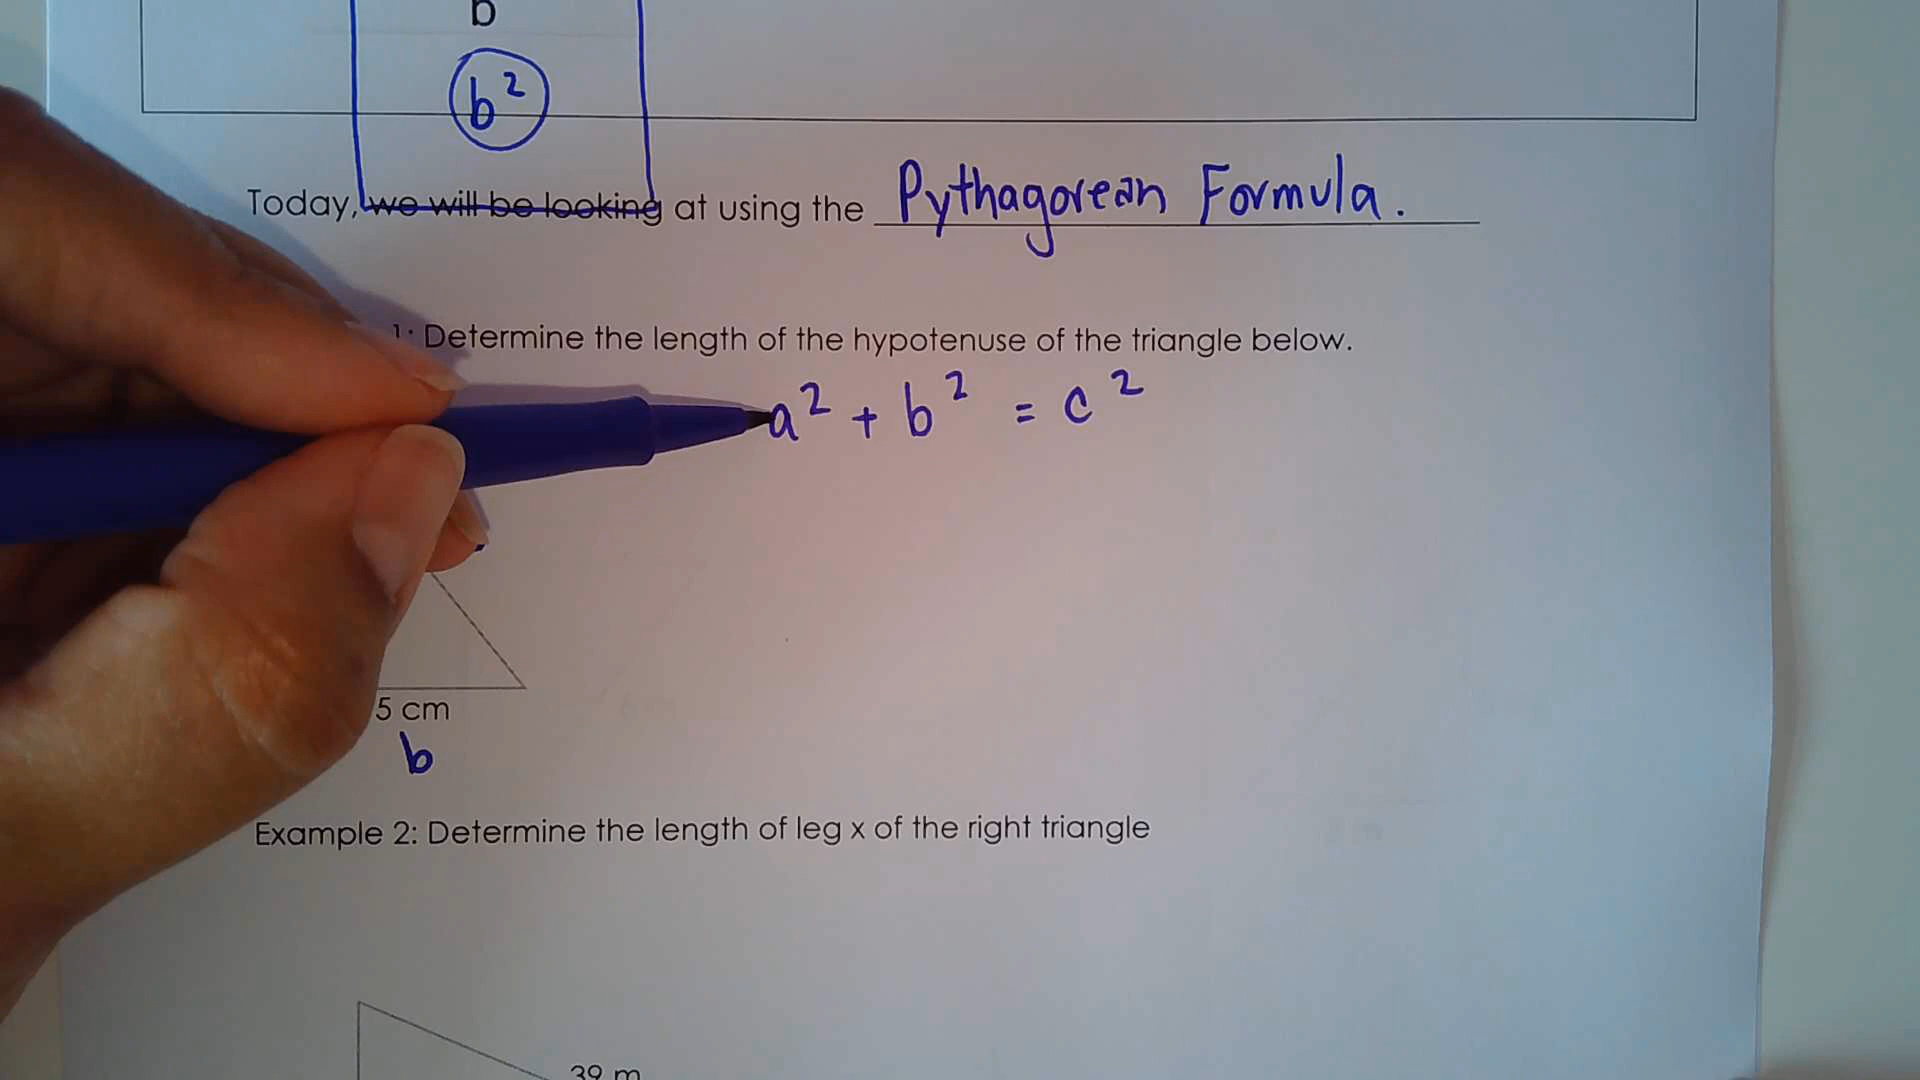 b
b²
Today, we will be looking at using the Pythagorean Formula.
1: Determine the length of the hypotenuse of the triangle below.
a² + b² = c²
5 cm
b
Example 2: Determine the length of leg x of the right triangle
39 m